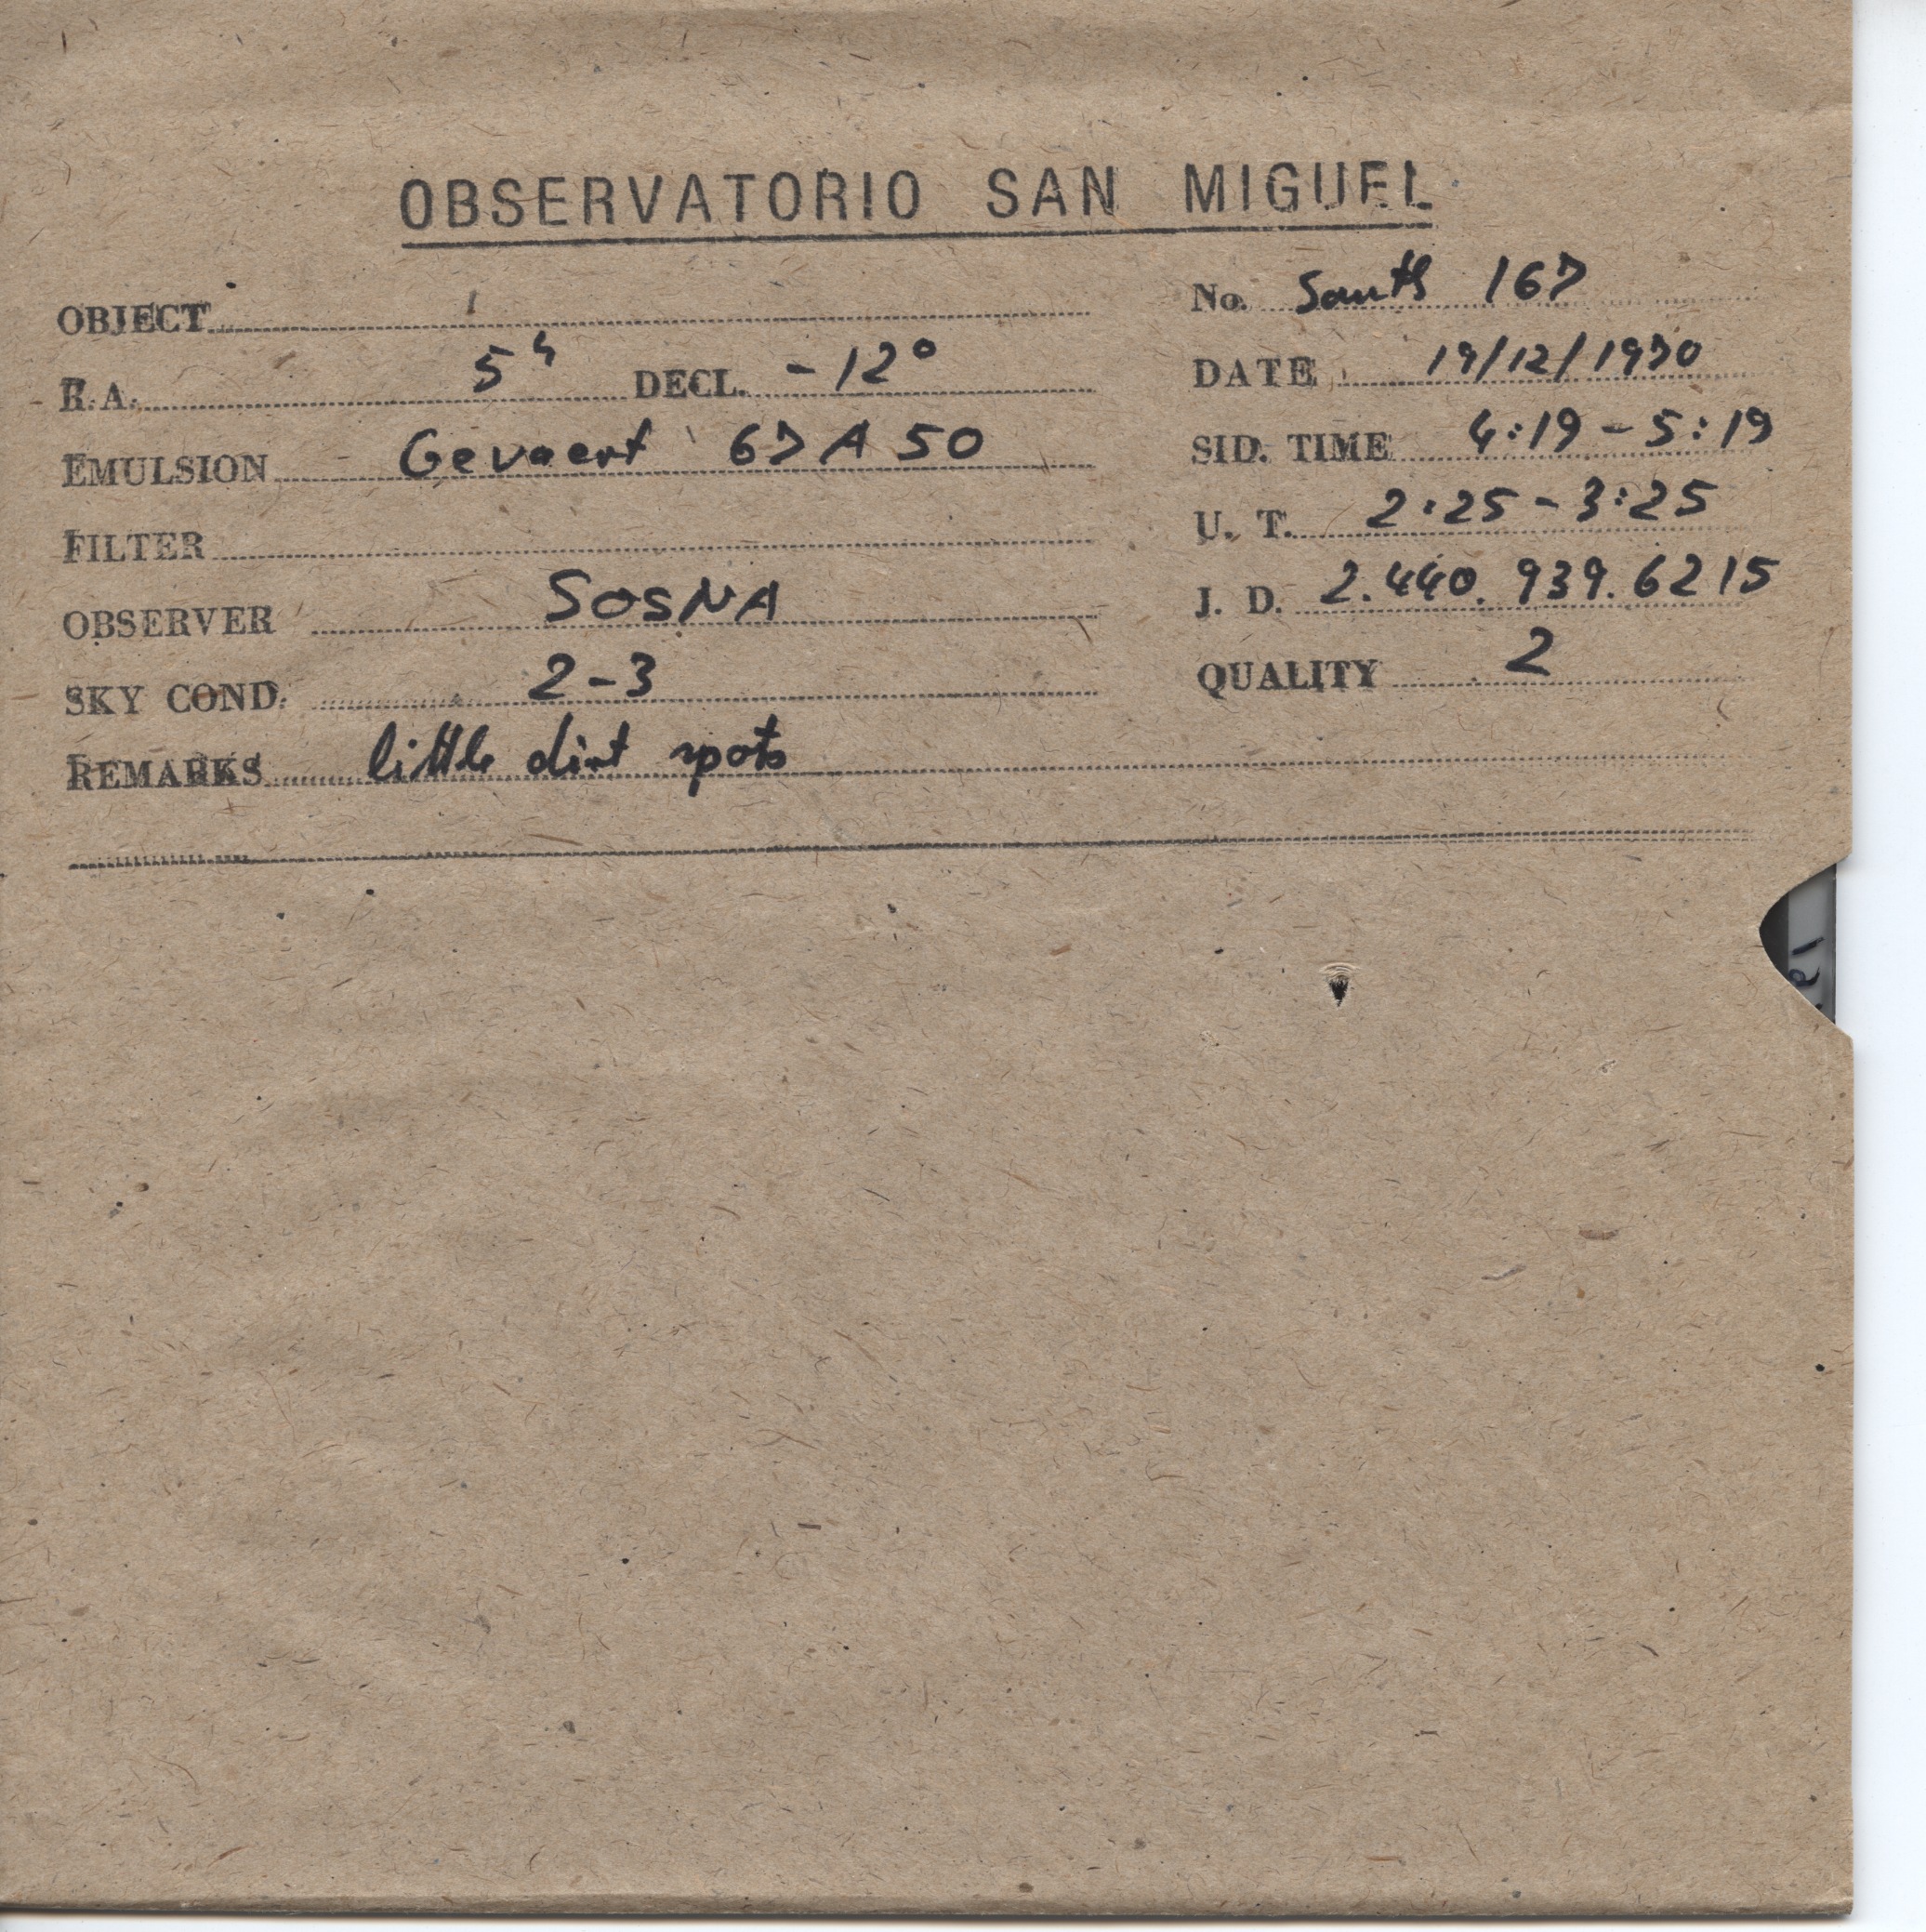 OBSERVATORIO SAN MIGUEL
OBJECT
No. South 167
R.A. 5h DECL. -12°
DATE 19/12/1970
EMULSION Gevaert 67 A 50
SID. TIME 4:19-5:19
FILTER
U. T. 2:25-3:25
OBSERVER SOSNA
J. D. 2.440.939.6215
SKY COND. 2-3
QUALITY 2
REMARKS little dirt spots